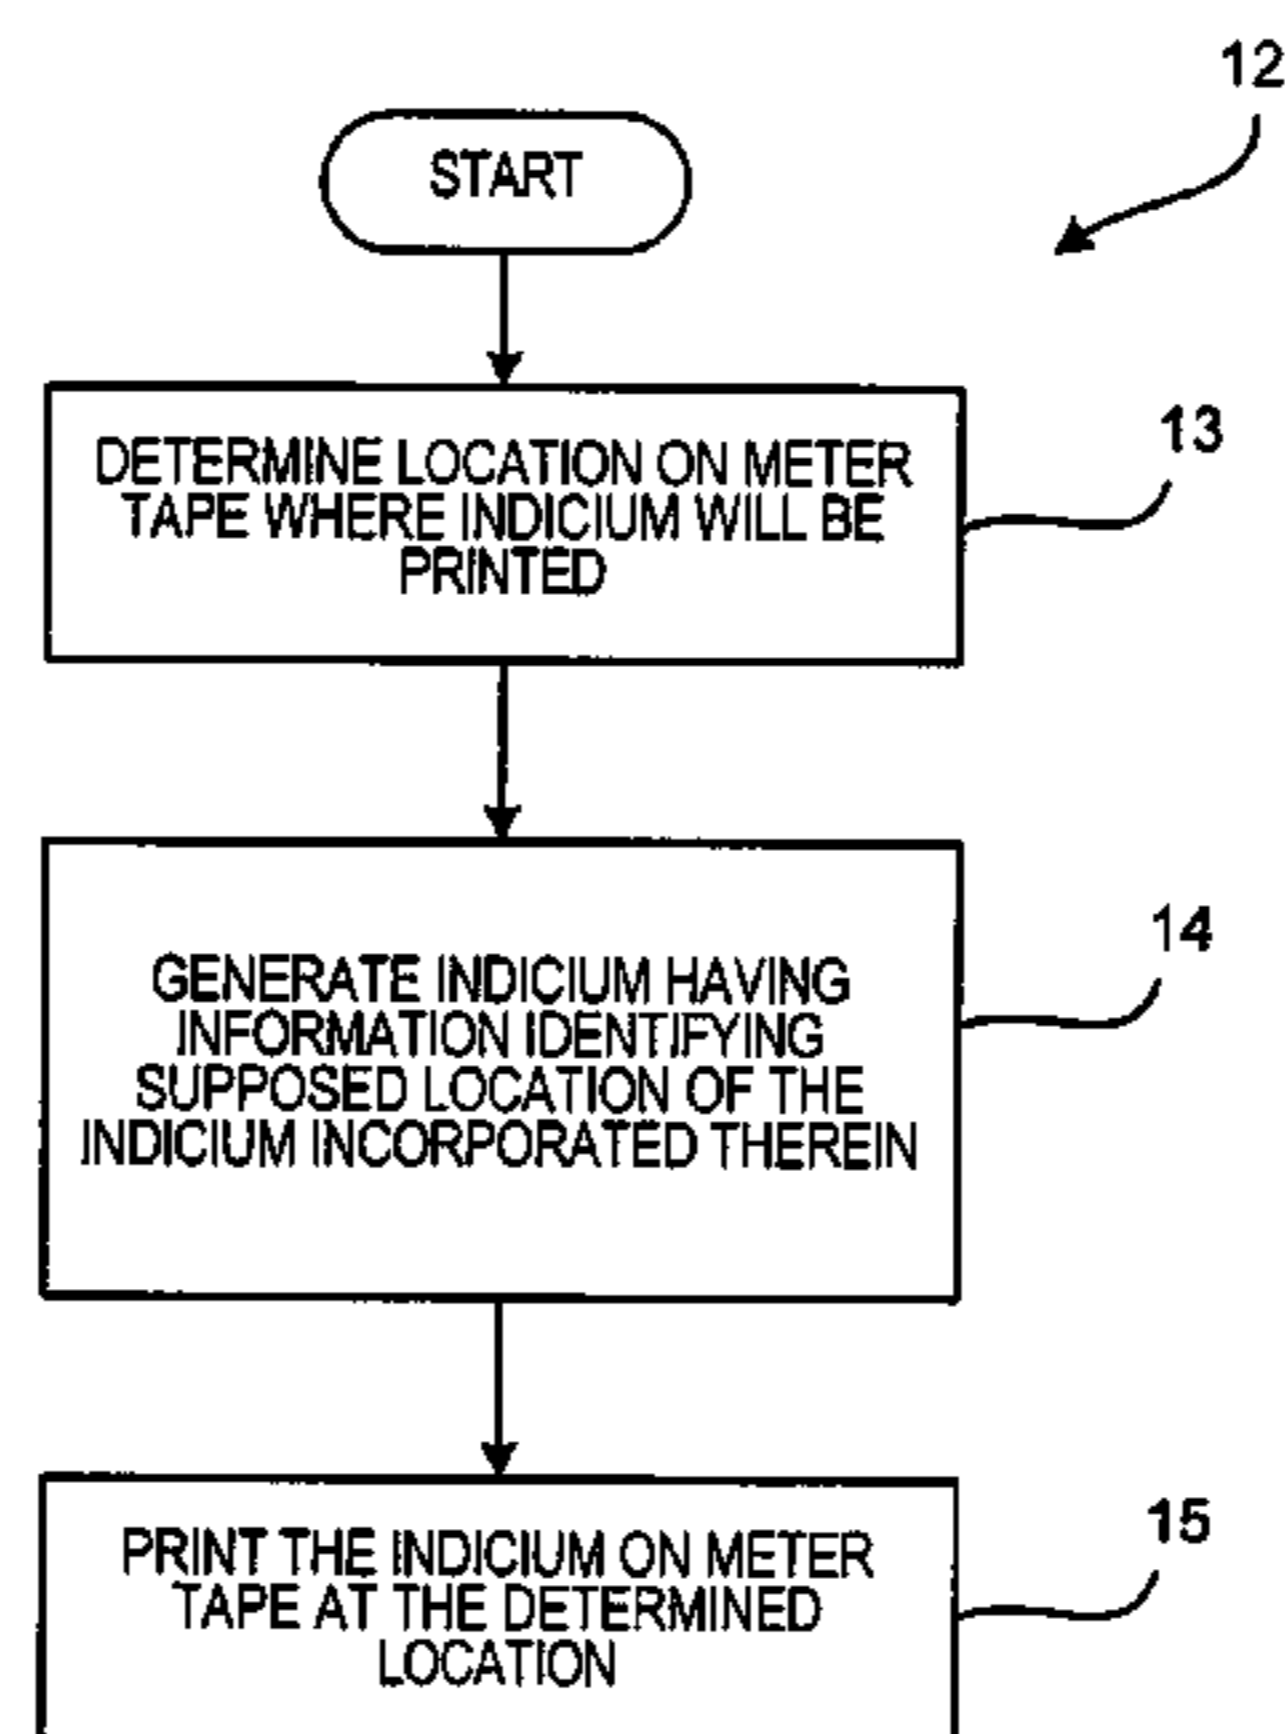 12
START
DETERMINE LOCATION ON METER
TAPE WHERE INDICIUM WILL BE
PRINTED
13
GENERATE INDICIUM HAVING
INFORMATION IDENTIFYING
SUPPOSED LOCATION OF THE
INDICIUM INCORPORATED THEREIN
14
PRINT THE INDICIUM ON METER
TAPE AT THE DETERMINED
LOCATION
15